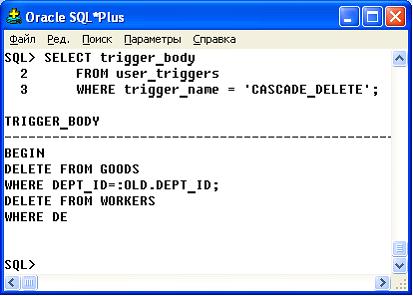 Oracle SQL*Plus
Файл Ред. Поиск Параметры Справка
SQL> SELECT trigger_body
2 FROM user_triggers
3 WHERE trigger_name = 'CASCADE_DELETE';
TRIGGER_BODY
--------------------------------------------------------------------------------
BEGIN
DELETE FROM GOODS
WHERE DEPT_ID=:OLD.DEPT_ID;
DELETE FROM WORKERS
WHERE DE
SQL>